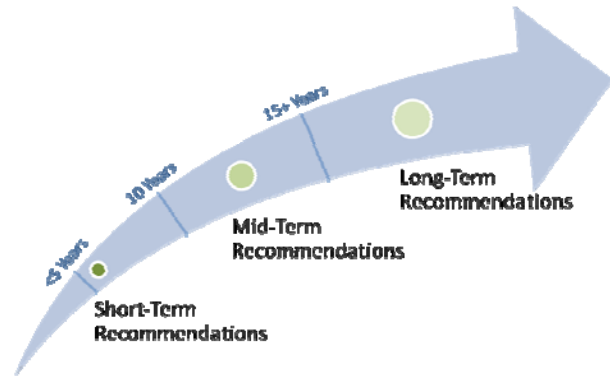 <5 Years
10 Years
15+ Years
Short-Term
Recommendations
Mid-Term
Recommendations
Long-Term
Recommendations